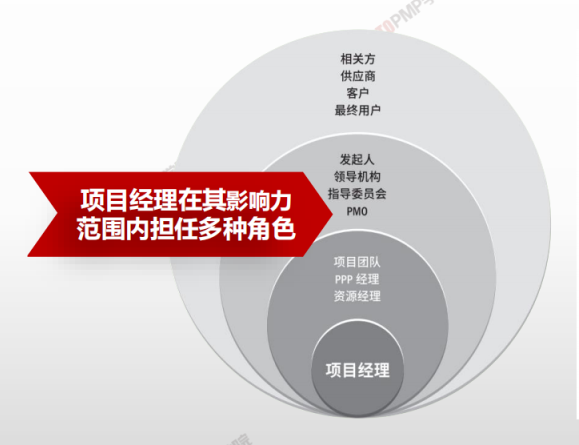 相关方
供应商
客户
最终用户
发起人
领导机构
指导委员会
PMO
项目经理在其影响力
范围内担任多种角色
项目团队
PPP 经理
资源经理
项目经理